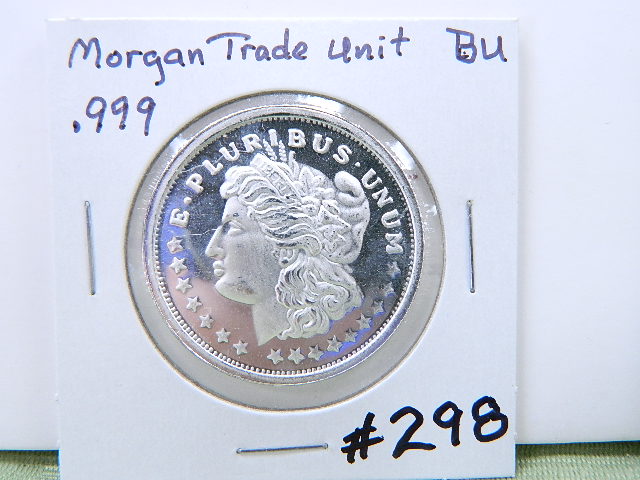 Morgan Trade Unit BU
.999
E · PLURIBUS · UNUM
#298